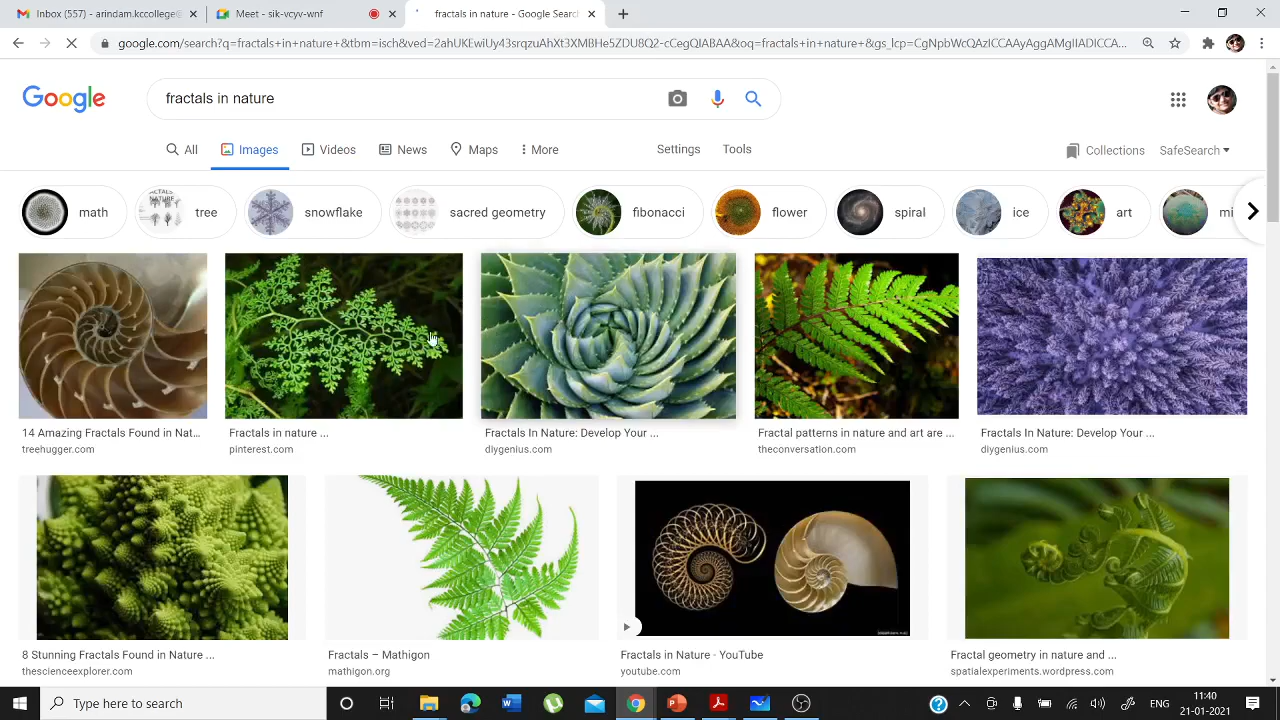 Inbox (557) - arindam.kccollege@
Meet - sik-cvyv-wnf
fractals in nature - Google Searc
google.com/search?q=fractals+in+nature+&tbm=isch&ved=2ahUKEwiUy43srqzuAhXt3XMBHe5ZDU8Q2-cCegQIABAA&oq=fractals+in+nature+&gs_lcp=CgNpbWcQAzICCAAyAggAMgIIADICCA...
Google
fractals in nature
All
Images
Videos
News
Maps
More
Settings
Tools
Collections
SafeSearch
math
tree
snowflake
sacred geometry
fibonacci
flower
spiral
ice
art
mi
14 Amazing Fractals Found in Nat...
treehugger.com
Fractals in nature ...
pinterest.com
Fractals In Nature: Develop Your ...
diygenius.com
Fractal patterns in nature and art are ...
theconversation.com
Fractals In Nature: Develop Your ...
diygenius.com
8 Stunning Fractals Found in Nature ...
thescienceexplorer.com
Fractals – Mathigon
mathigon.org
Fractals in Nature - YouTube
youtube.com
Fractal geometry in nature and ...
spatialexperiments.wordpress.com
Type here to search
ENG
11:40
21-01-2021